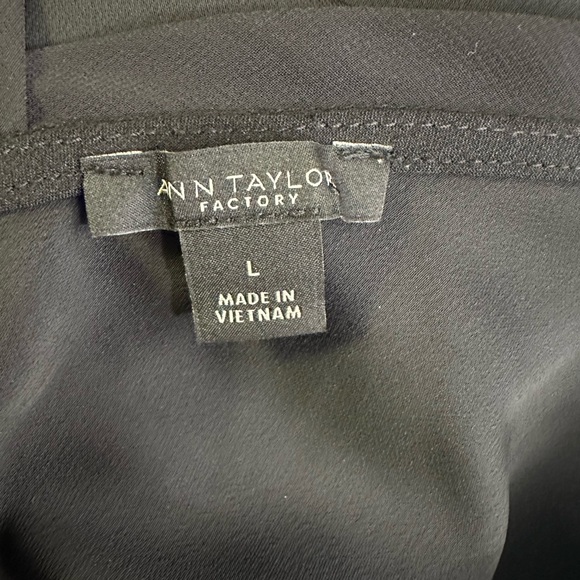 ANN TAYLOR
FACTORY
L
MADE IN
VIETNAM